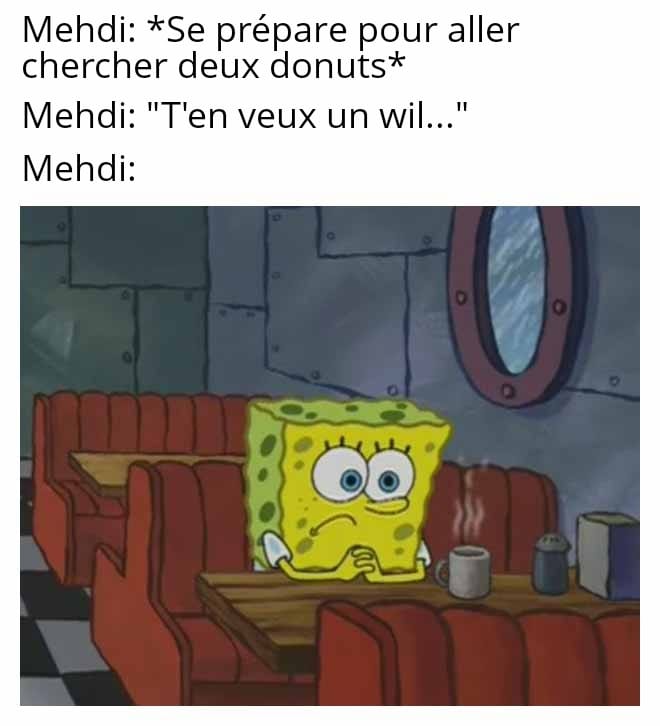 Mehdi: *Se prépare pour aller
chercher deux donuts*
Mehdi: "T'en veux un wil..."
Mehdi: